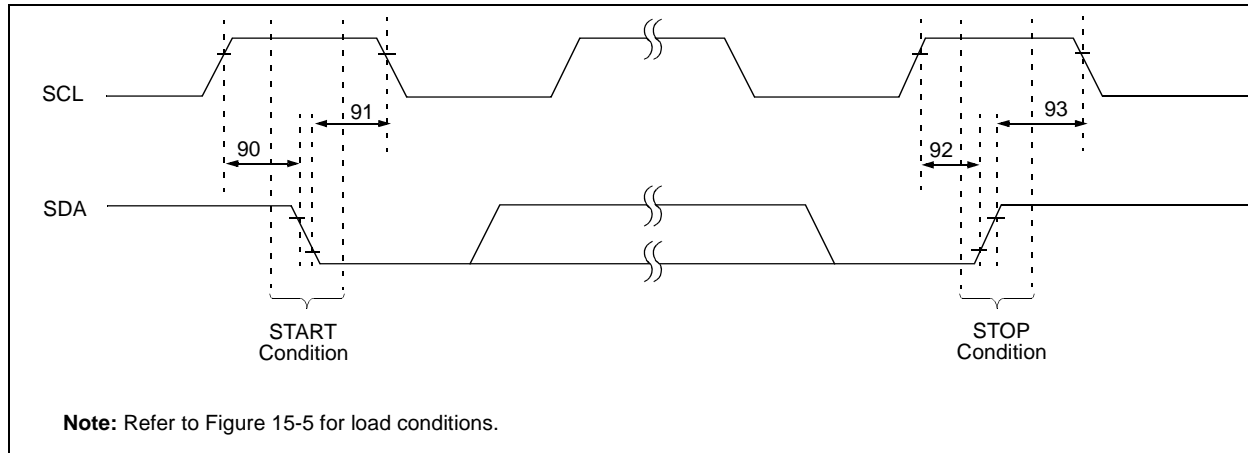 SCL
91
93
90
92
SDA
START
Condition
STOP
Condition
Note: Refer to Figure 15-5 for load conditions.